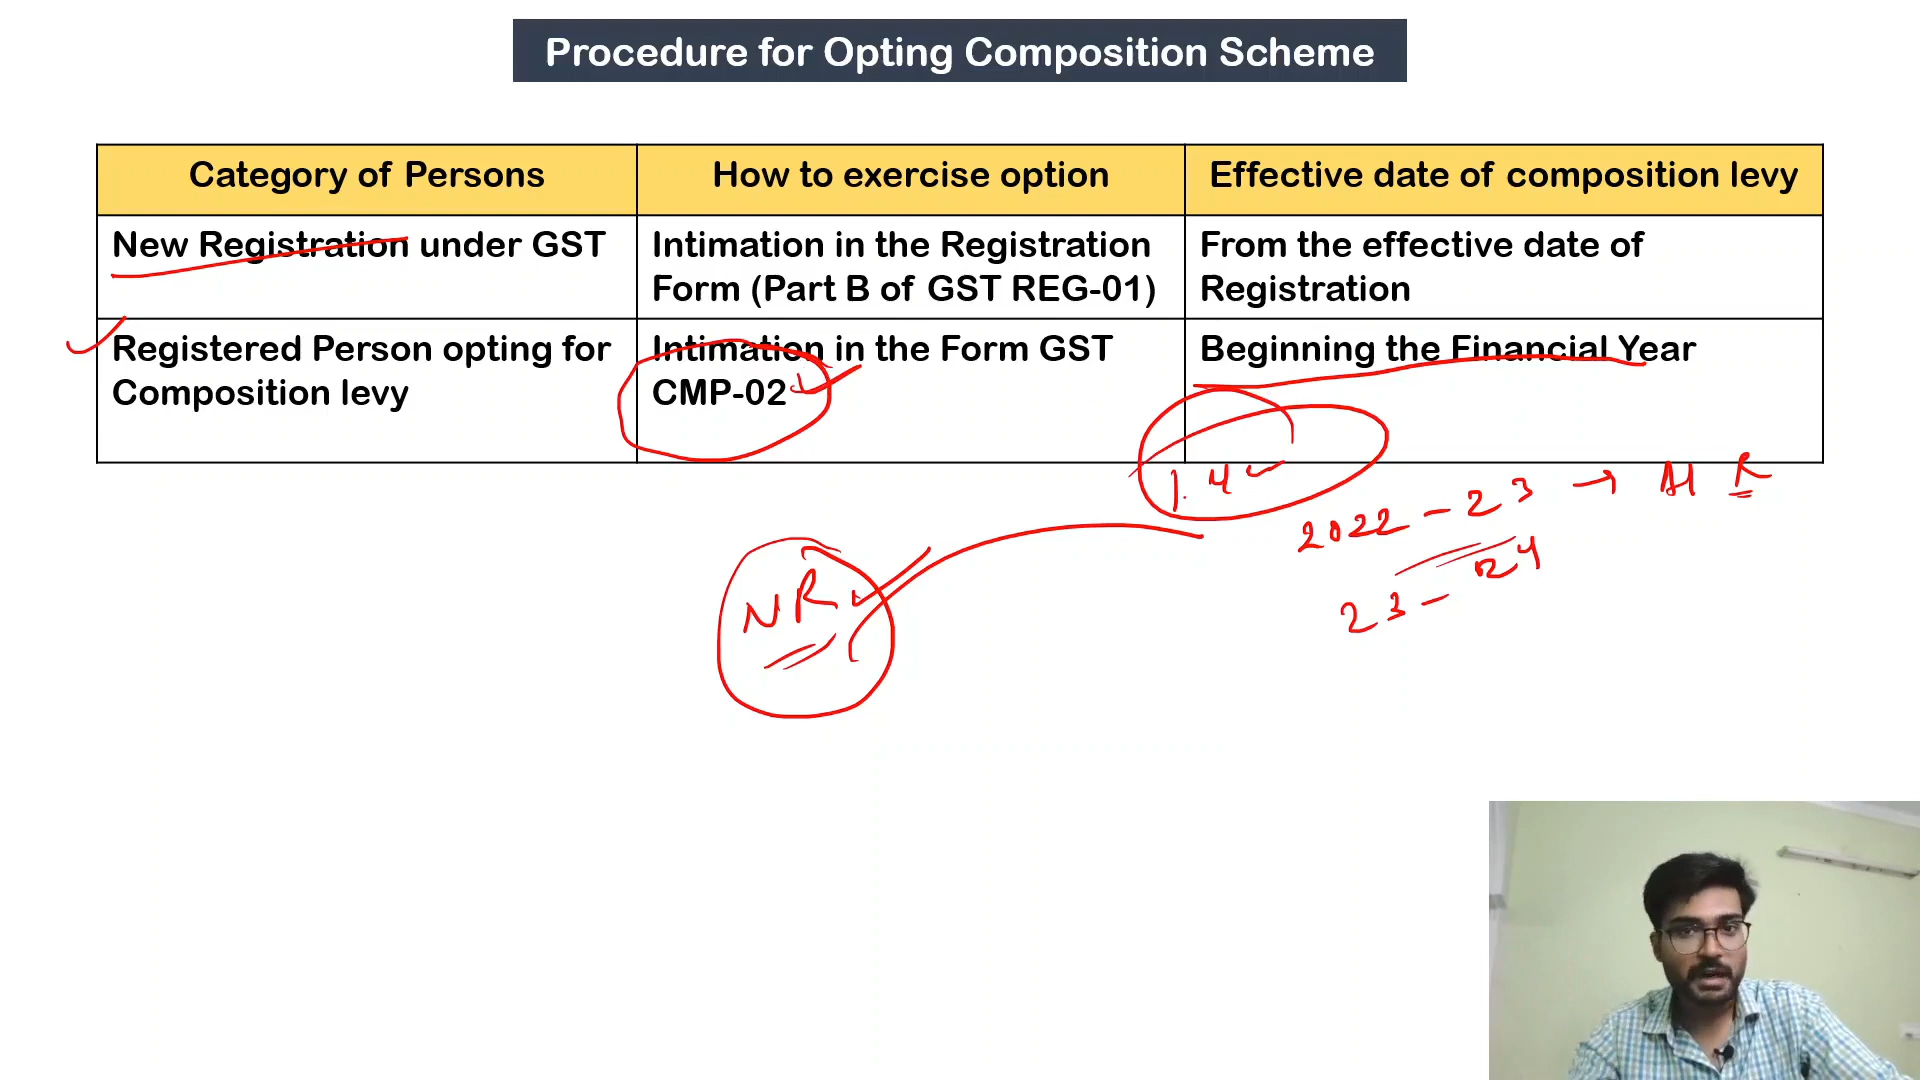 Procedure for Opting Composition Scheme
Category of Persons
How to exercise option
Effective date of composition levy
New Registration under GST
Intimation in the Registration
Form (Part B of GST REG-01)
From the effective date of
Registration
Registered Person opting for
Composition levy
Intimation in the Form GST
CMP-02
Beginning the Financial Year
1.4
2022-23 → Al R
23-24
NR